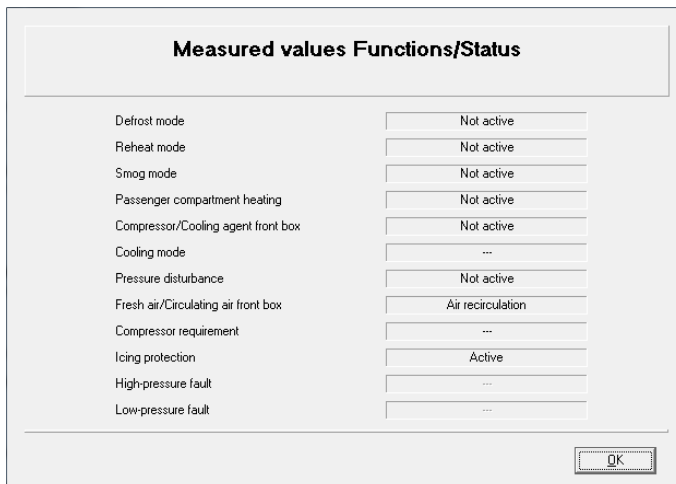 Measured values Functions/Status
Defrost mode Not active
Reheat mode Not active
Smog mode Not active
Passenger compartment heating Not active
Compressor/Cooling agent front box Not active
Cooling mode ---
Pressure disturbance Not active
Fresh air/Circulating air front box Air recirculation
Compressor requirement ---
Icing protection Active
High-pressure fault ---
Low-pressure fault ---
OK